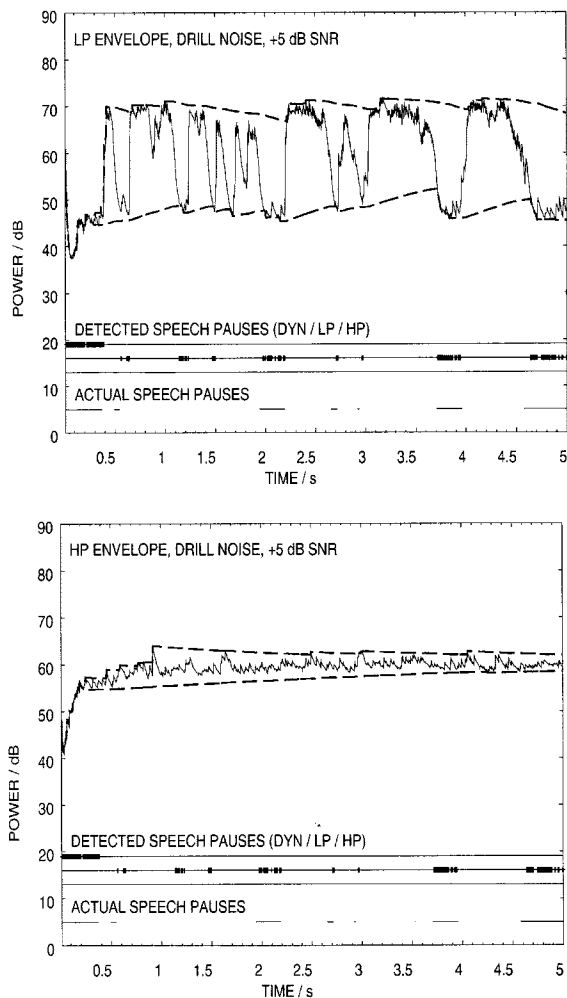 90
LP ENVELOPE, DRILL NOISE, +5 dB SNR
80
70
60
50
40
30
DETECTED SPEECH PAUSES (DYN / LP / HP)
20
10
ACTUAL SPEECH PAUSES
0
POWER / dB
0.5 1 1.5 2 2.5 3 3.5 4 4.5 5
TIME / s
90
HP ENVELOPE, DRILL NOISE, +5 dB SNR
80
70
60
50
40
30
DETECTED SPEECH PAUSES (DYN / LP / HP)
20
10
ACTUAL SPEECH PAUSES
0
POWER / dB
0.5 1 1.5 2 2.5 3 3.5 4 4.5 5
TIME / s